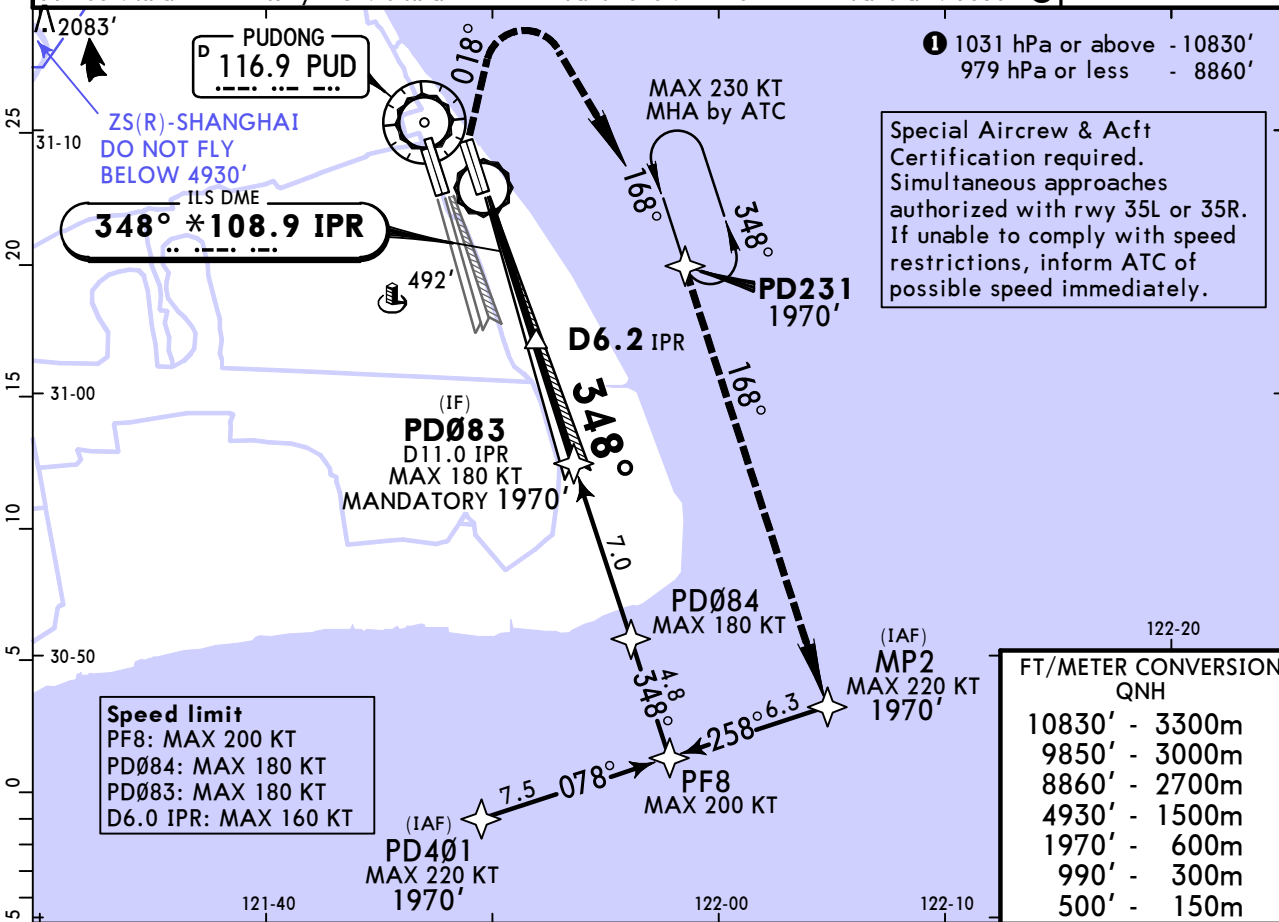 2083'
PUDONG
D
116.9 PUD
018°
❶ 1031 hPa or above - 10830'
979 hPa or less - 8860'
MAX 230 KT
MHA by ATC
25
31-10
ZS(R)-SHANGHAI
DO NOT FLY
BELOW 4930'
Special Aircrew & Acft
Certification required.
Simultaneous approaches
authorized with rwy 35L or 35R.
If unable to comply with speed
restrictions, inform ATC of
possible speed immediately.
ILS DME
348° *108.9 IPR
168°
348°
20
492'
PD231
1970'
D6.2 IPR
168°
15
31-00
348°
(IF)
PDØ83
D11.0 IPR
MAX 180 KT
MANDATORY 1970'
10
7.0
PDØ84
MAX 180 KT
5
30-50
4.8
348°
(IAF)
MP2
MAX 220 KT
1970'
122-20
6.3
258°
PF8
MAX 200 KT
Speed limit
PF8: MAX 200 KT
PDØ84: MAX 180 KT
PDØ83: MAX 180 KT
D6.0 IPR: MAX 160 KT
0
7.5
078°
(IAF)
PD4Ø1
MAX 220 KT
1970'
FT/METER CONVERSION
QNH
10830' - 3300m
9850' - 3000m
8860' - 2700m
4930' - 1500m
1970' - 600m
990' - 300m
500' - 150m
5
121-40
122-00
122-10